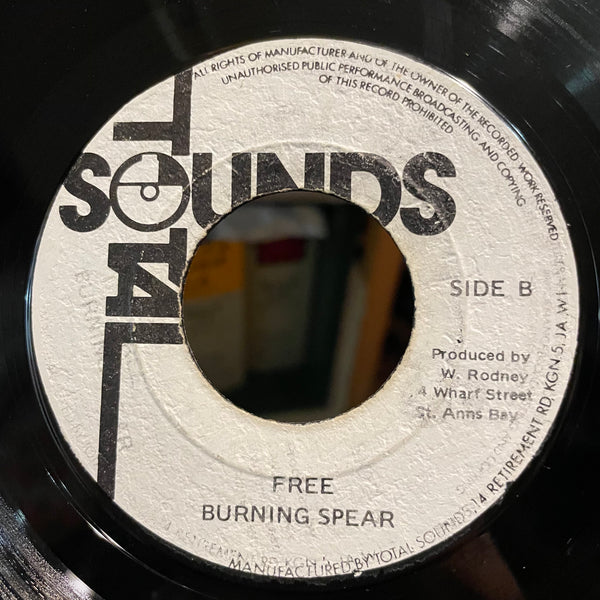 ALL RIGHTS OF MANUFACTURER AND OF THE OWNER OF THE RECORDED WORK RESERVED
UNAUTHORISED PUBLIC PERFORMANCE BROADCASTING AND COPYING
OF THIS RECORD PROHIBITED
TOTAL
SOUNDS
SIDE B
Produced by
W. Rodney
4 Wharf Street
St. Anns Bay
FREE
BURNING SPEAR
MANUFACTURED BY TOTAL SOUNDS, 14 RETIREMENT RD, KGN-5, JA. W.I.